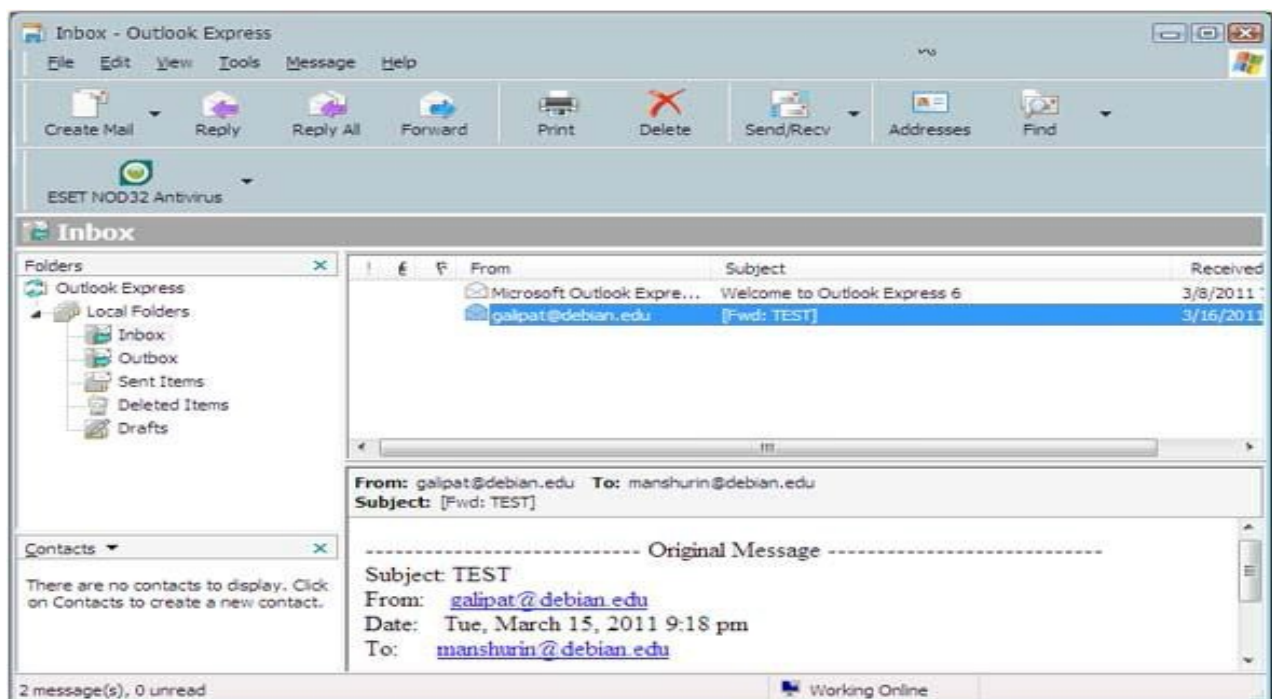 Inbox - Outlook Express
File Edit View Tools Message Help
Create Mail Reply Reply All Forward Print Delete Send/Recv Addresses Find
ESET NOD32 Antivirus
Inbox
Folders
Outlook Express
Local Folders
Inbox
Outbox
Sent Items
Deleted Items
Drafts
! From Subject Received
Microsoft Outlook Expre... Welcome to Outlook Express 6 3/8/2011
galipat@debian.edu [Fwd: TEST] 3/16/2011
From: galipat@debian.edu To: manshurin@debian.edu
Subject: [Fwd: TEST]
---------------------------- Original Message ----------------------------
Subject: TEST
From: galipat@debian.edu
Date: Tue, March 15, 2011 9:18 pm
To: manshurin@debian.edu
Contacts
There are no contacts to display. Click
on Contacts to create a new contact.
2 message(s), 0 unread
Working Online